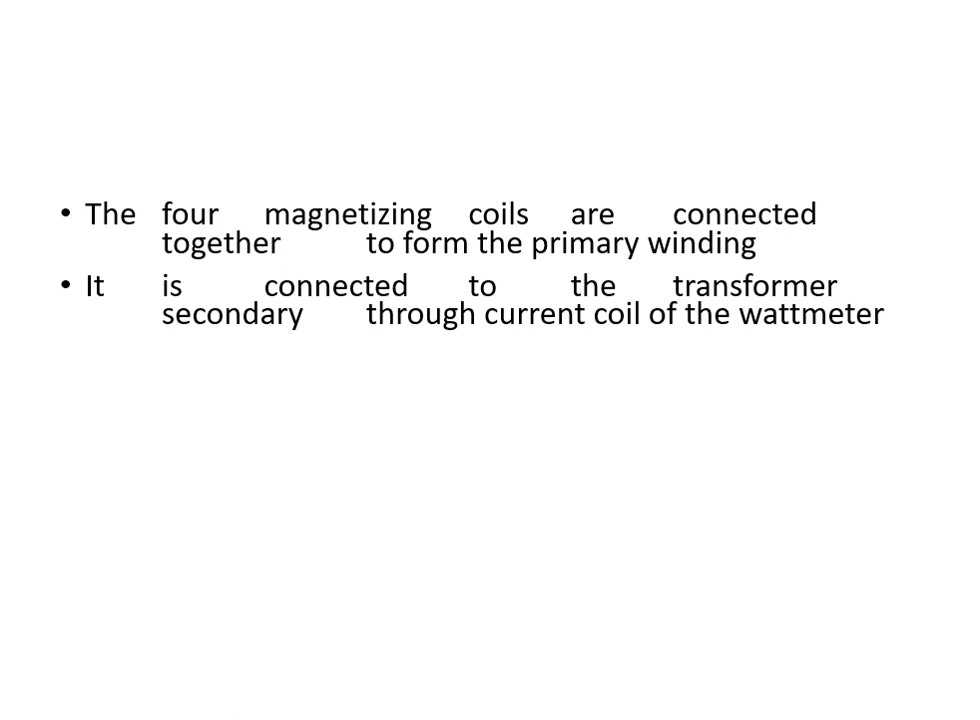 • The four magnetizing coils are connected
together to form the primary winding
• It is connected to the transformer
secondary through current coil of the wattmeter